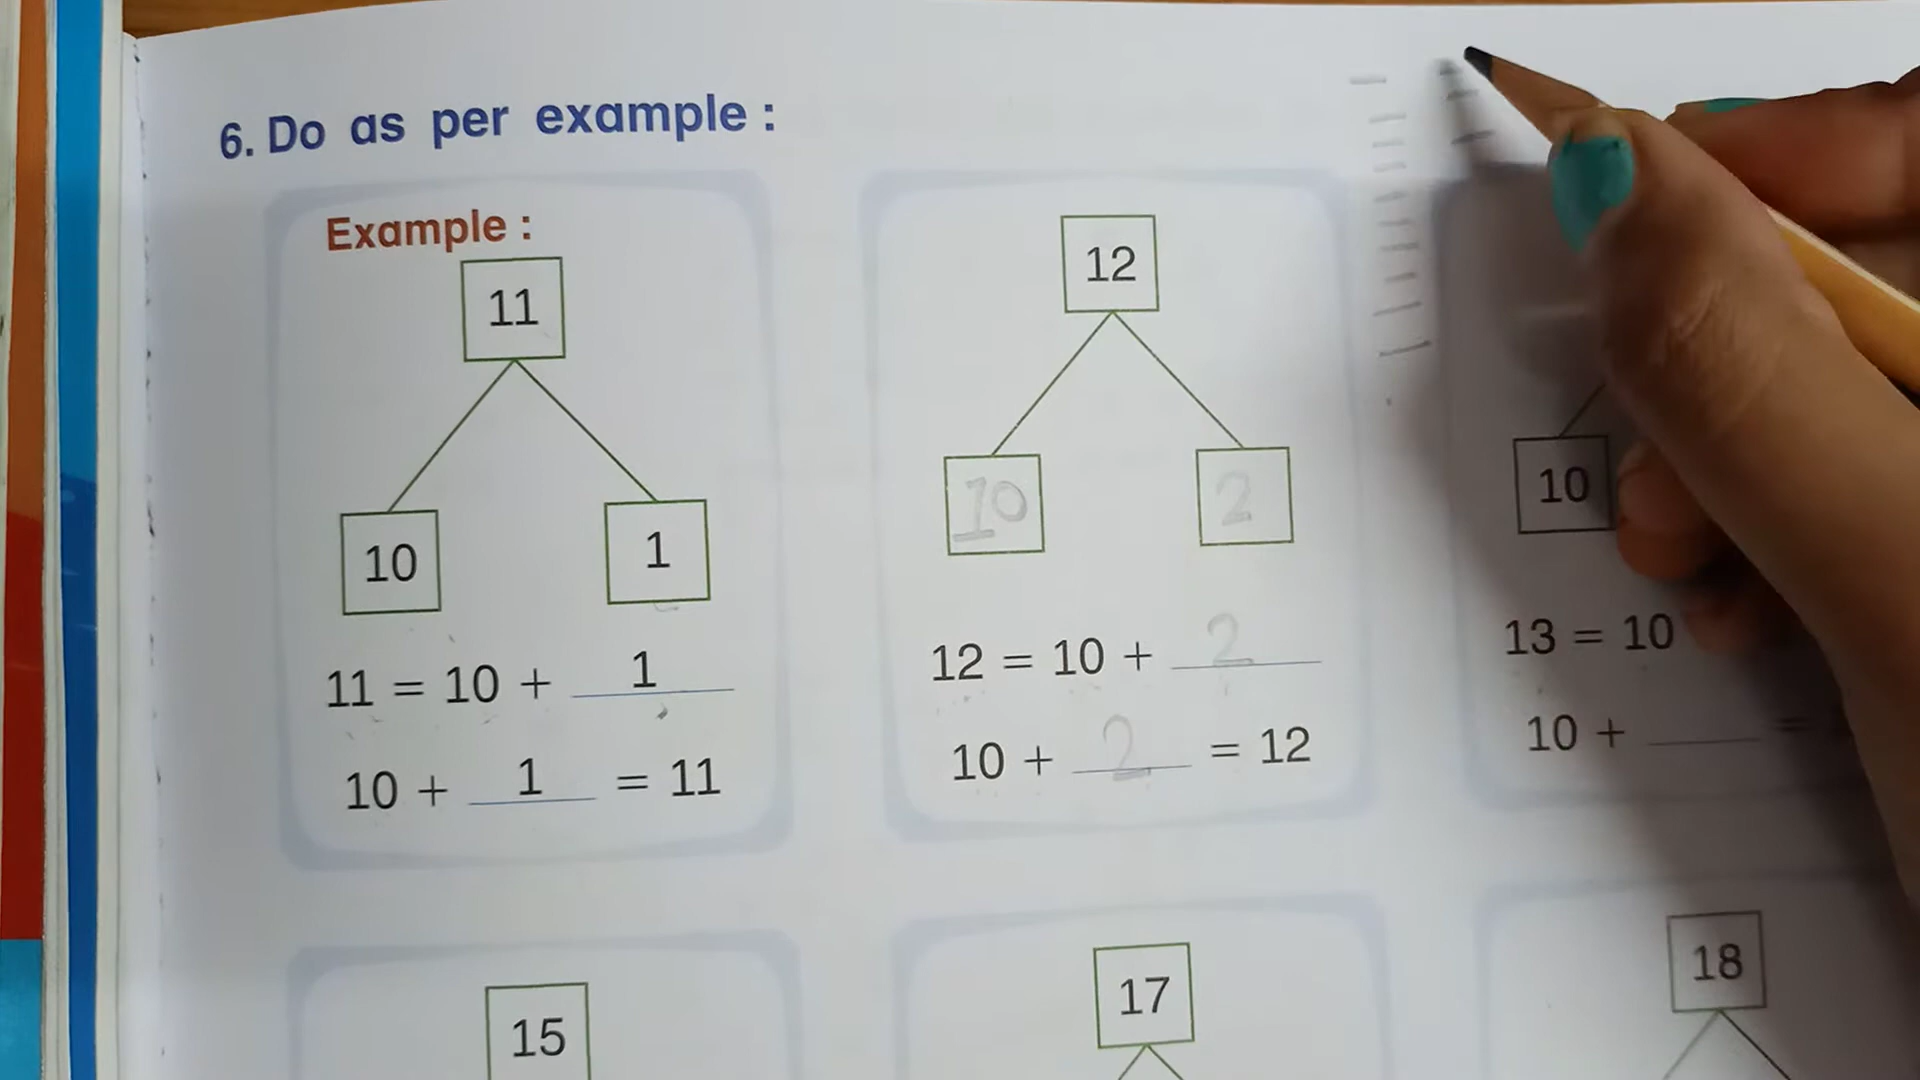 6. Do as per example :
Example :
11
10 1
11 = 10 + 1
10 + 1 = 11
12
10 2
12 = 10 + 2
10 + 2 = 12
10
13 = 10
10 + ____ =
15
17
18